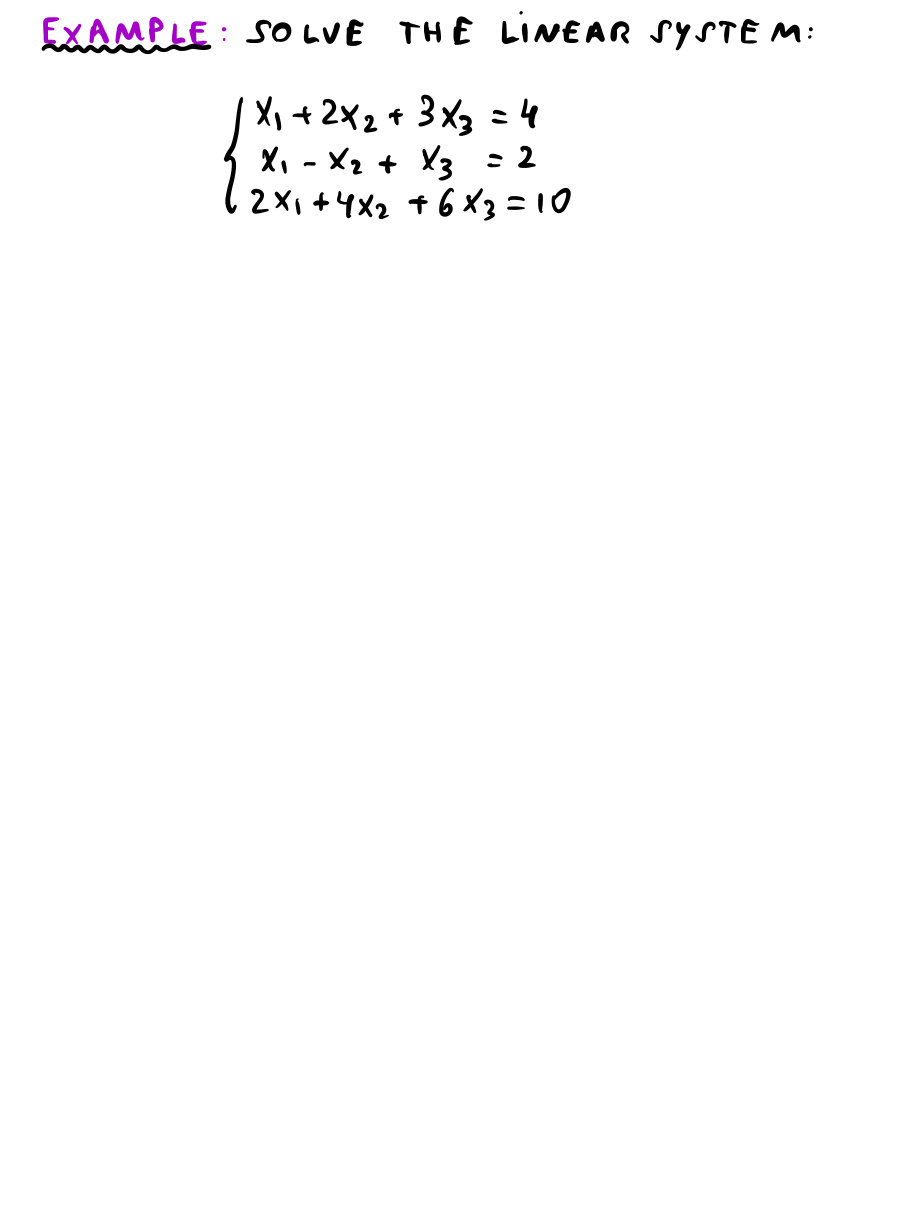 EXAMPLE: SOLVE THE LINEAR SYSTEM:
x₁ + 2x₂ + 3x₃ = 4
x₁ - x₂ + x₃ = 2
2x₁ + 4x₂ + 6x₃ = 10